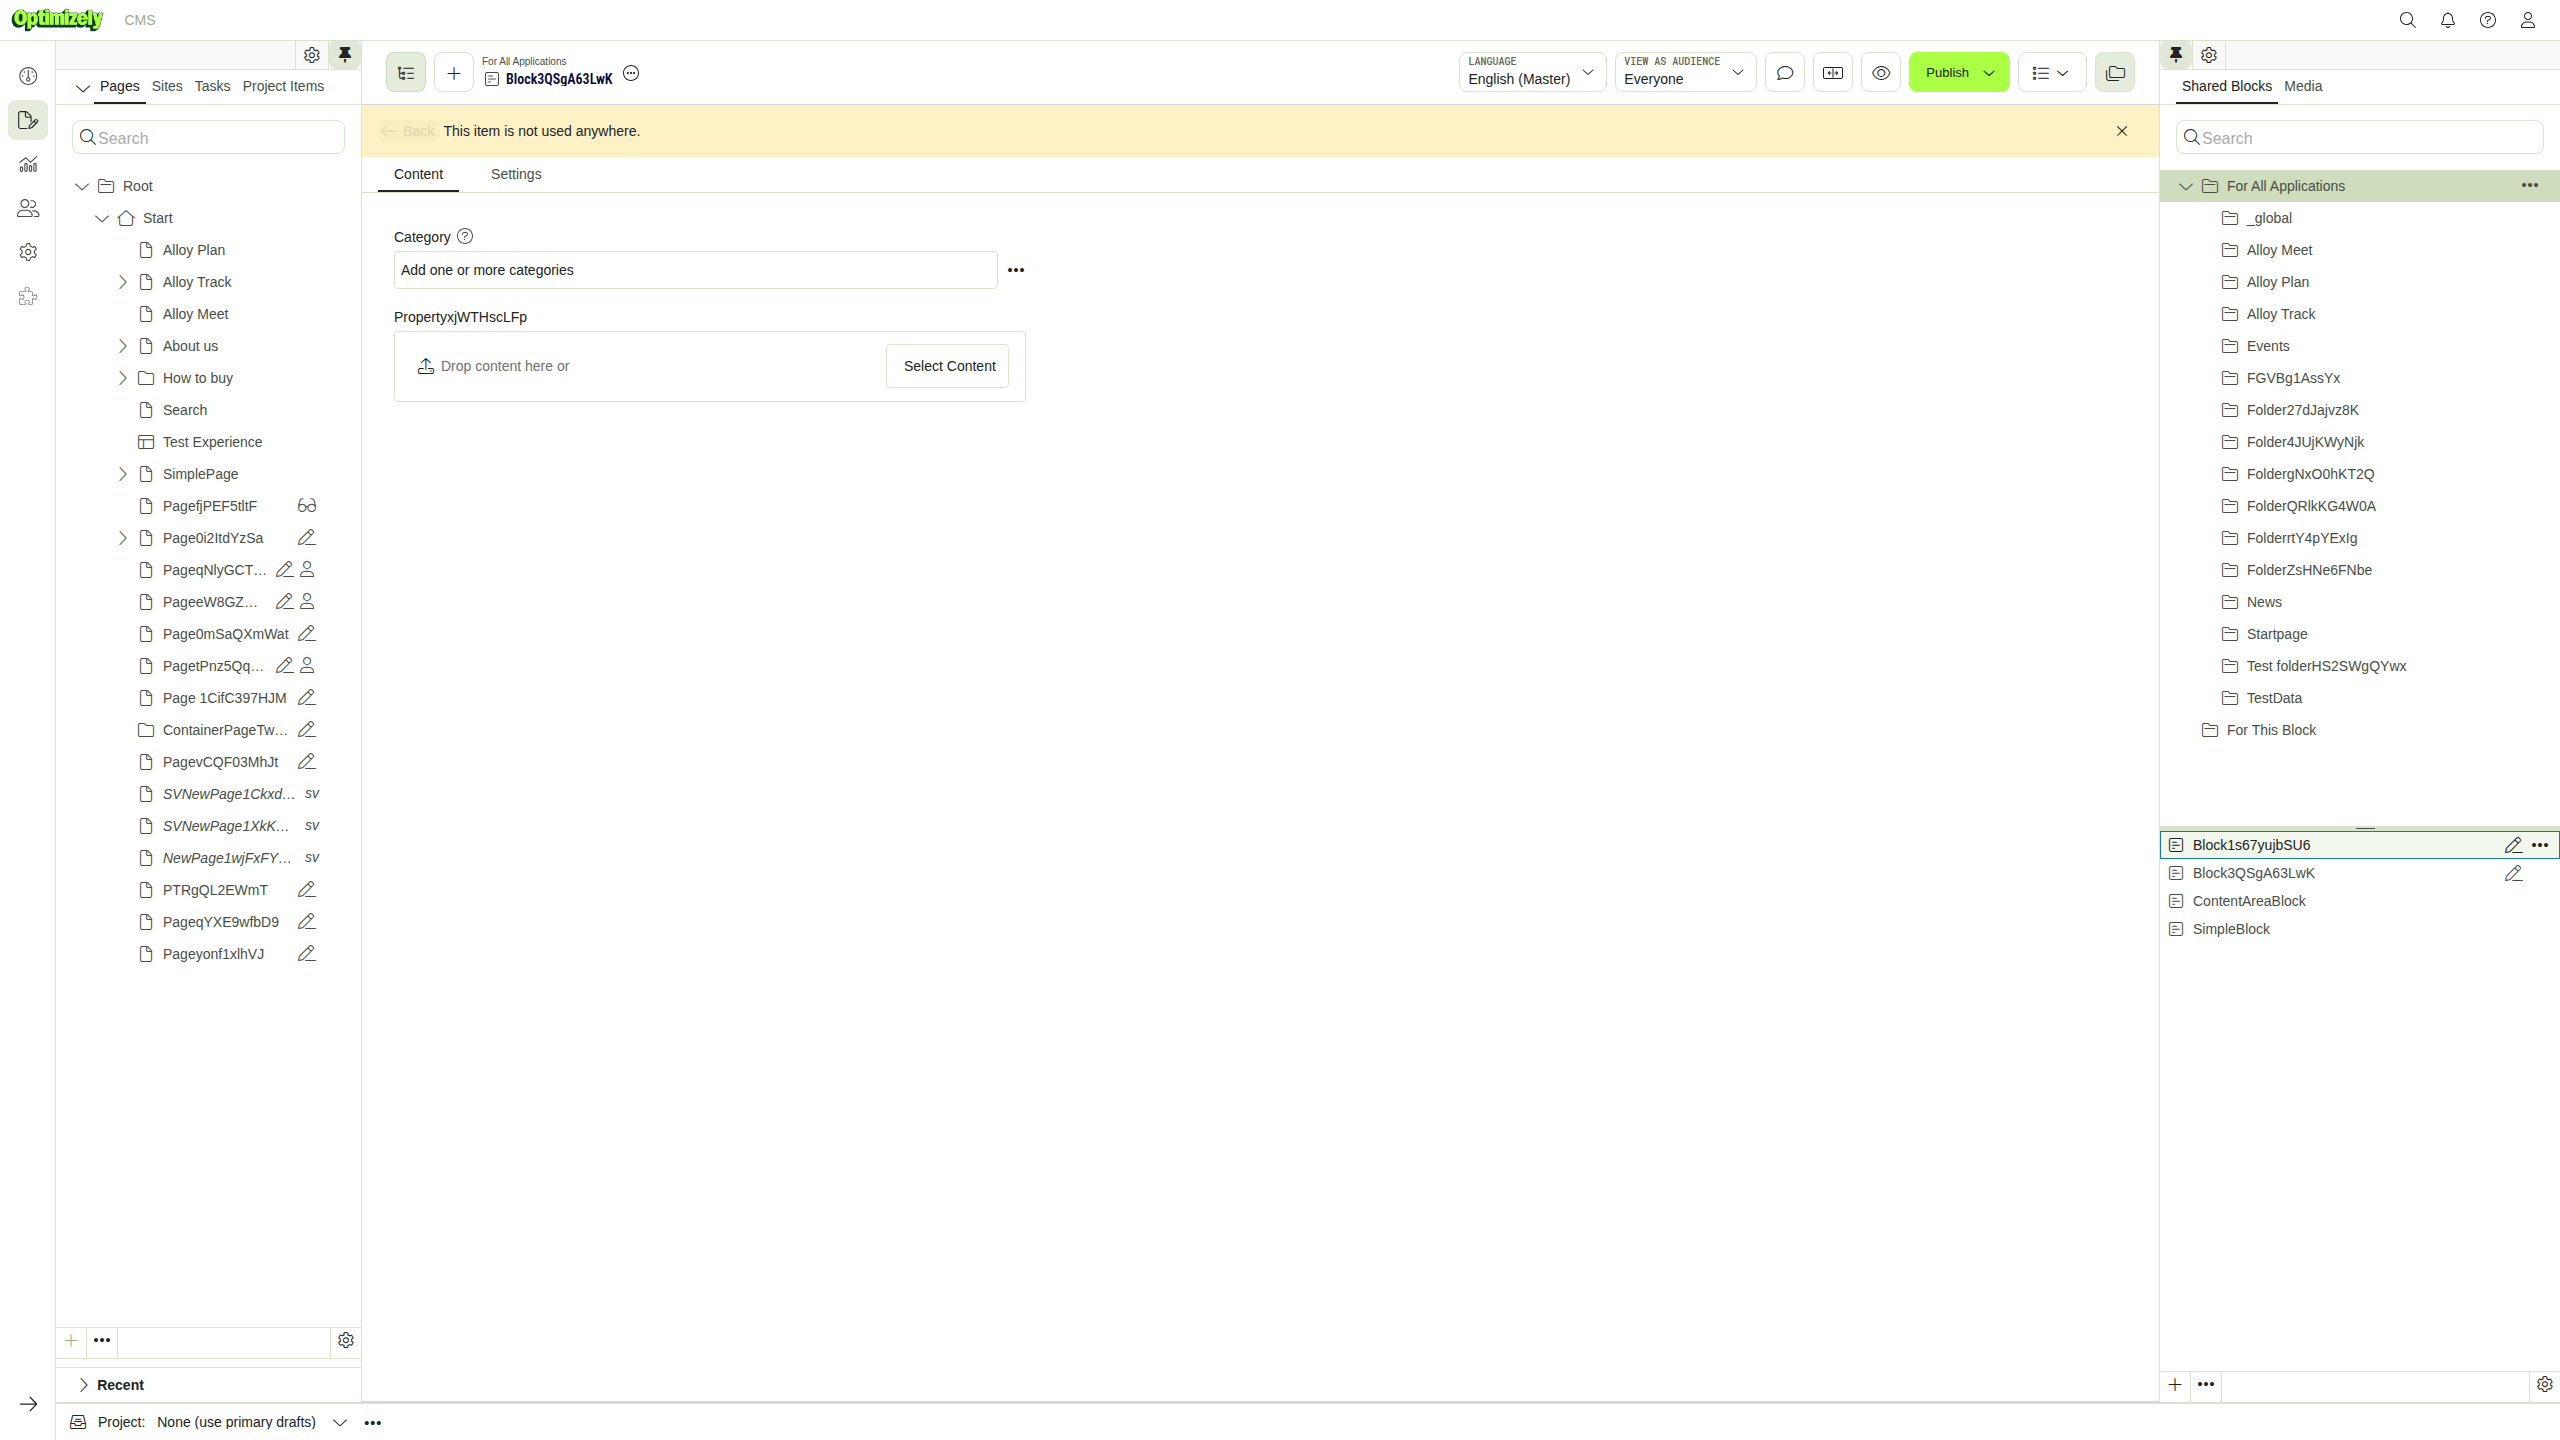 Optimizely CMS
Pages Sites Tasks Project Items
Search
Root
Start
Alloy Plan
Alloy Track
Alloy Meet
About us
How to buy
Search
Test Experience
SimplePage
PagefjPEF5tltF
Page0i2ItdYzSa
PageqNlyGCT...
PageeW8GZ...
Page0mSaQXmWat
PagetPnz5Qq...
Page 1CifC397HJM
ContainerPageTw...
PagevCQF03MhJt
SVNewPage1Ckxd... sv
SVNewPage1XkK... sv
NewPage1wjFxFY... sv
PTRgQL2EWmT
PageqYXE9wfbD9
Pageyonf1xlhVJ
Recent
Project: None (use primary drafts)
For All Applications
Block3QSgA63LwK
LANGUAGE
English (Master)
VIEW AS AUDIENCE
Everyone
Publish
Back This item is not used anywhere.
Content Settings
Category
Add one or more categories
PropertyxjWTHscLFp
Drop content here or Select Content
Shared Blocks Media
Search
For All Applications
_global
Alloy Meet
Alloy Plan
Alloy Track
Events
FGVBg1AssYx
Folder27dJajvz8K
Folder4JUjKWyNjk
FoldergNxO0hKT2Q
FolderQRlkKG4W0A
FolderrtY4pYExIg
FolderZsHNe6FNbe
News
Startpage
Test folderHS2SWgQYwx
TestData
For This Block
Block1s67yujbSU6
Block3QSgA63LwK
ContentAreaBlock
SimpleBlock